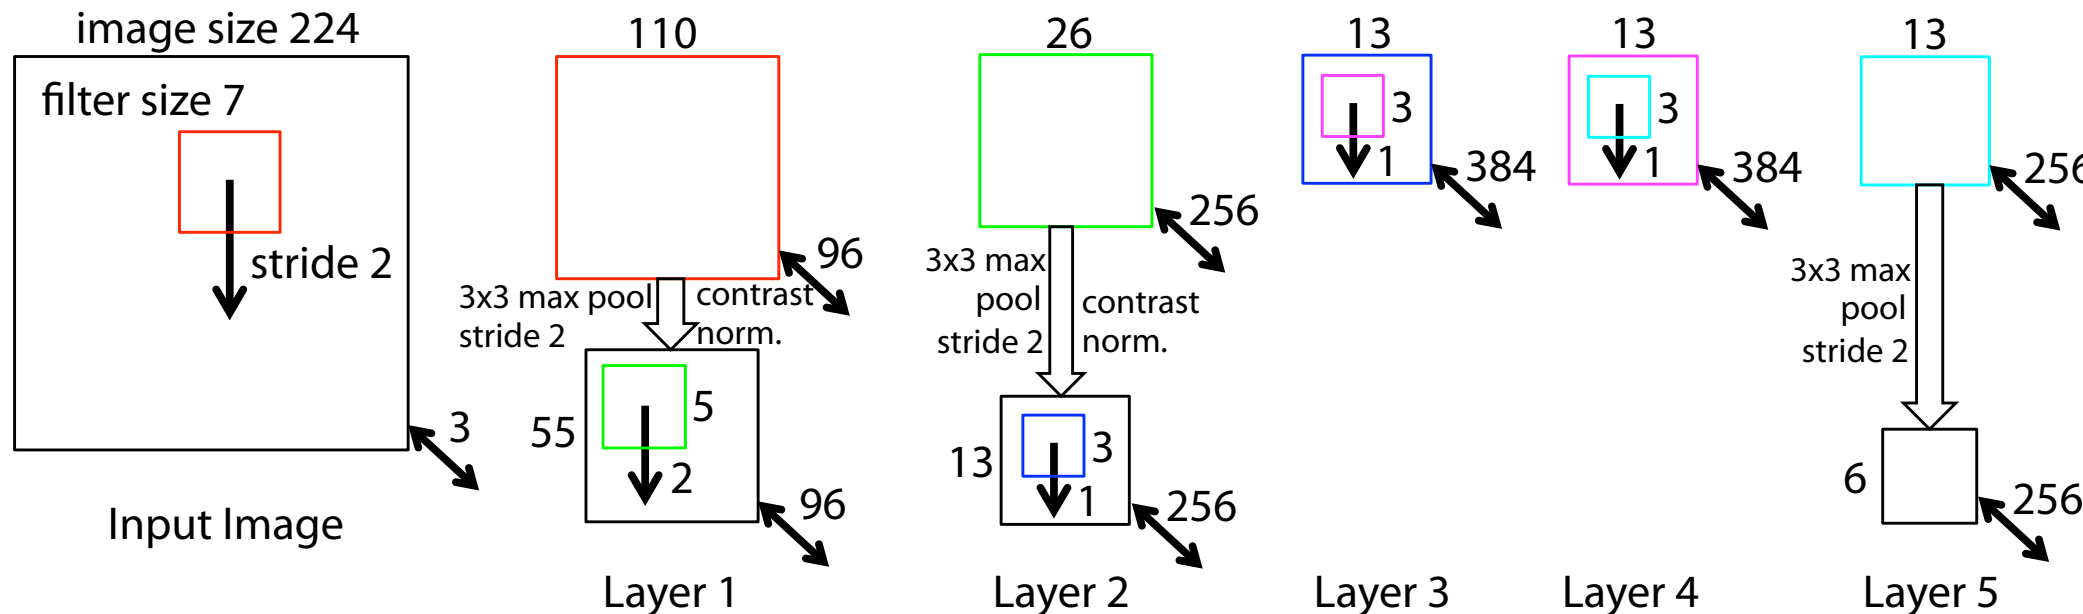 image size 224
filter size 7
stride 2
3
Input Image
110
96
3x3 max pool
stride 2
contrast
norm.
55
5
2
96
Layer 1
26
256
3x3 max
pool
stride 2
contrast
norm.
13
3
1
256
Layer 2
13
3
1
384
Layer 3
13
3
1
384
Layer 4
13
256
3x3 max
pool
stride 2
6
256
Layer 5